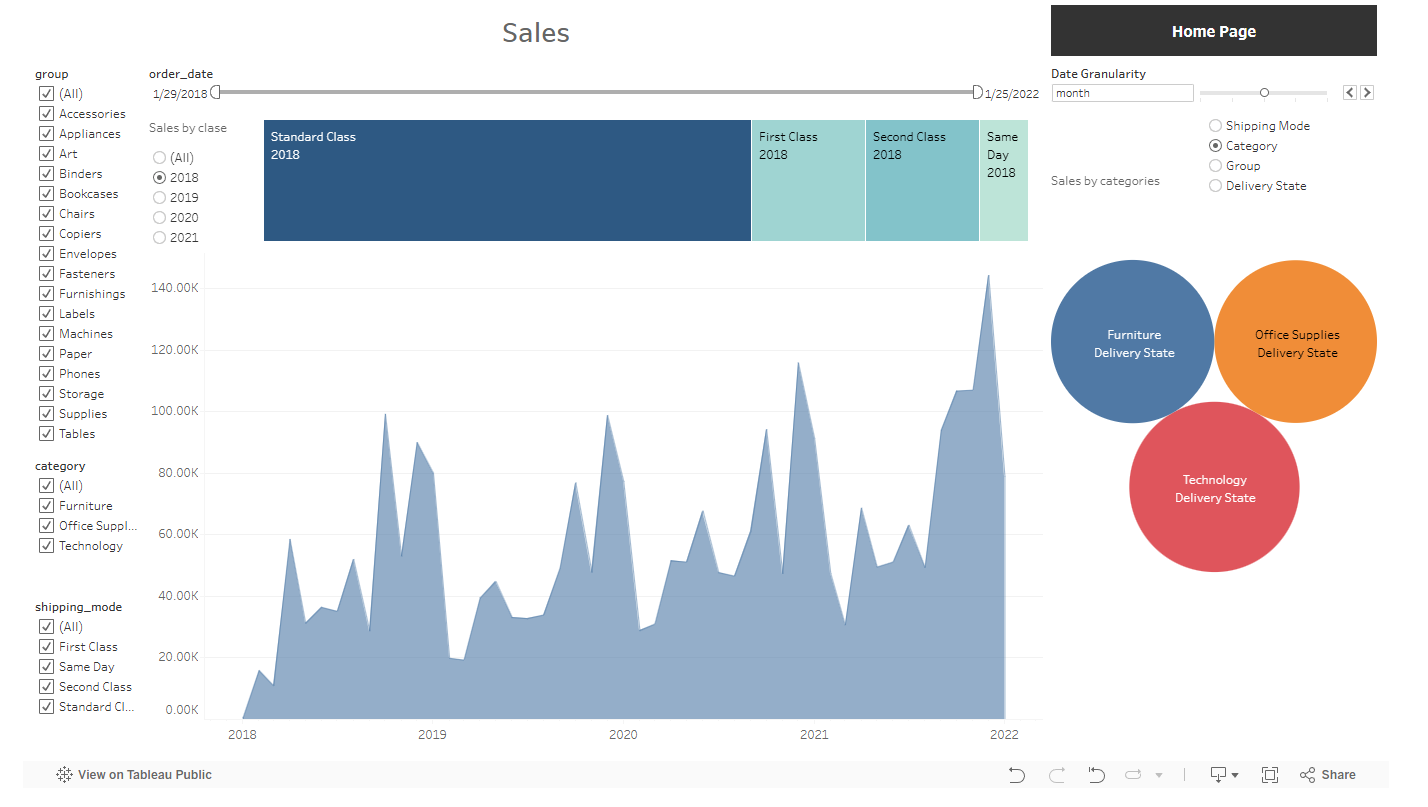 Sales
Home Page
group
(All)
Accessories
Appliances
Art
Binders
Bookcases
Chairs
Copiers
Envelopes
Fasteners
Furnishings
Labels
Machines
Paper
Phones
Storage
Supplies
Tables
category
(All)
Furniture
Office Suppl...
Technology
shipping_mode
(All)
First Class
Same Day
Second Class
Standard Cl...
order_date
1/29/2018
1/25/2022
Sales by clase
(All)
2018
2019
2020
2021
Standard Class
2018
First Class
2018
Second Class
2018
Same
Day
2018
140.00K
120.00K
100.00K
80.00K
60.00K
40.00K
20.00K
0.00K
2018
2019
2020
2021
2022
Date Granularity
month
Shipping Mode
Category
Group
Delivery State
Sales by categories
Furniture
Delivery State
Office Supplies
Delivery State
Technology
Delivery State
View on Tableau Public
Share